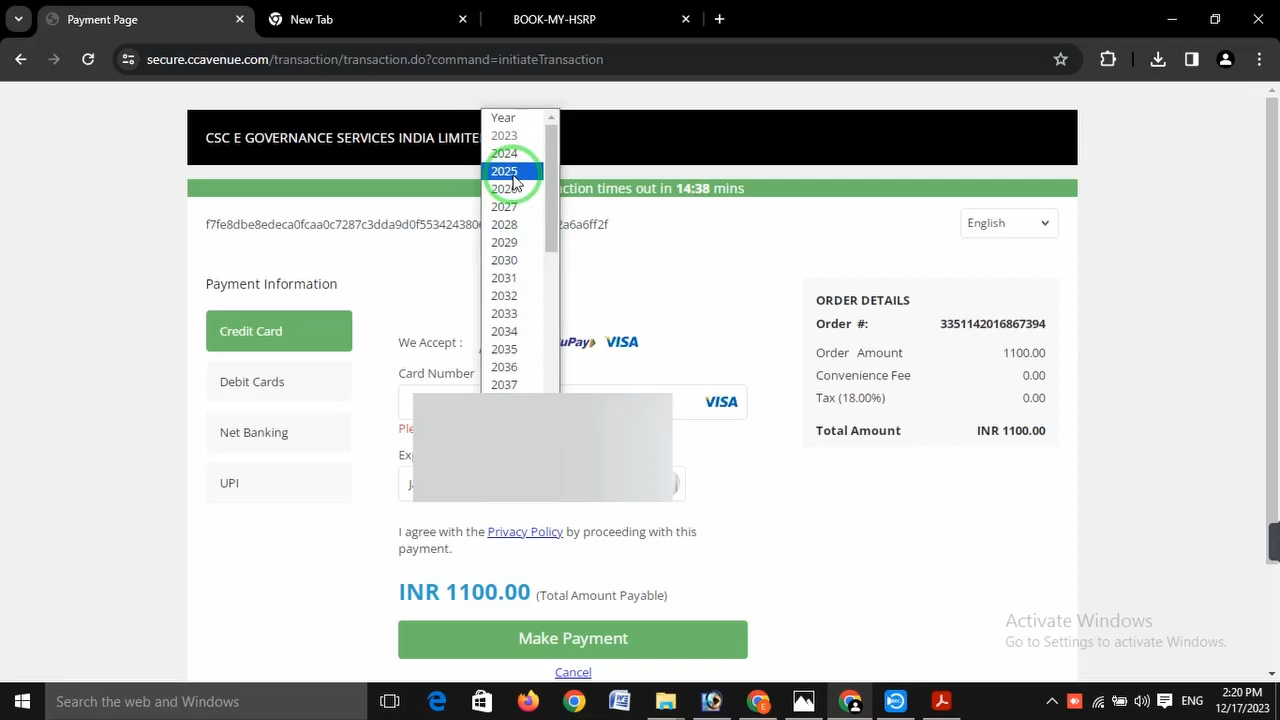 Payment Page
New Tab
BOOK-MY-HSRP
secure.ccavenue.com/transaction/transaction.do?command=initiateTransaction
CSC E GOVERNANCE SERVICES INDIA LIMITE
ction times out in 14:38 mins
English
Year
2023
2024
2025
2026
2027
2028
2029
2030
2031
2032
2033
2034
2035
2036
2037
Payment Information
Credit Card
Debit Cards
Net Banking
UPI
We Accept :
uPay
VISA
Card Number
VISA
I agree with the Privacy Policy by proceeding with this
payment.
INR 1100.00 (Total Amount Payable)
Make Payment
Cancel
ORDER DETAILS
Order #: 3351142016867394
Order Amount 1100.00
Convenience Fee 0.00
Tax (18.00%) 0.00
Total Amount INR 1100.00
Activate Windows
Go to Settings to activate Windows.
Search the web and Windows
ENG
2:20 PM
12/17/2023